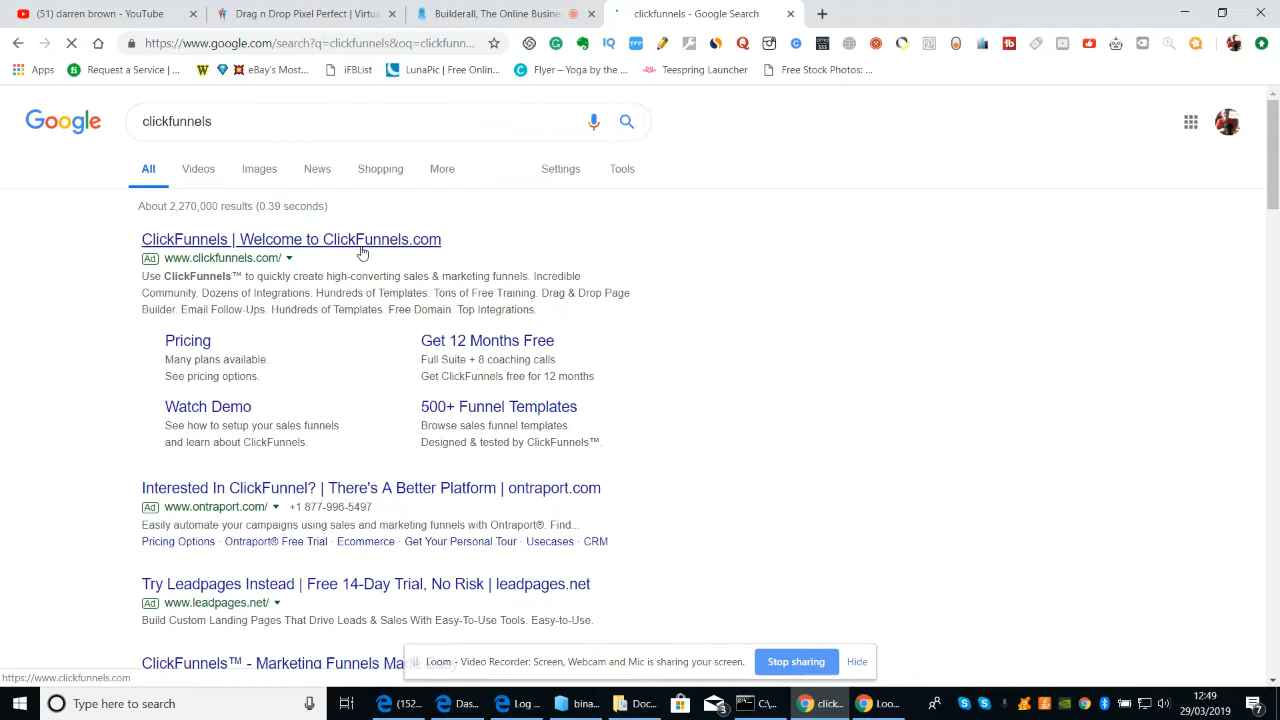 (51) darren brown - YouTube
Drag n Drop Pixel Perfect | Virtua
Builderall, The Online Busine
clickfunnels - Google Search
https://www.google.com/search?q=clickfunnels&oq=clickfunn...
Apps
Request a Service | ...
eBay's Most...
iFBList
LunaPic | Free Onlin...
Flyer – Yoga by the ...
Teespring Launcher
Free Stock Photos: ...
Google
clickfunnels
All
Videos
Images
News
Shopping
More
Settings
Tools
About 2,270,000 results (0.39 seconds)
ClickFunnels | Welcome to ClickFunnels.com
Ad www.clickfunnels.com/
Use ClickFunnels™ to quickly create high-converting sales & marketing funnels. Incredible
Community. Dozens of Integrations. Hundreds of Templates. Tons of Free Training. Drag & Drop Page
Builder. Email Follow-Ups. Hundreds of Templates. Free Domain. Top Integrations.
Pricing
Many plans available.
See pricing options.
Get 12 Months Free
Full Suite + 8 coaching calls
Get ClickFunnels free for 12 months
Watch Demo
See how to setup your sales funnels
and learn about ClickFunnels.
500+ Funnel Templates
Browse sales funnel templates.
Designed & tested by ClickFunnels™.
Interested In ClickFunnel? | There's A Better Platform | ontraport.com
Ad www.ontraport.com/ +1 877-996-5497
Easily automate your campaigns using sales and marketing funnels with Ontraport®. Find...
Pricing Options · Ontraport® Free Trial · Ecommerce · Get Your Personal Tour · Usecases · CRM
Try Leadpages Instead | Free 14-Day Trial, No Risk | leadpages.net
Ad www.leadpages.net/
Build Custom Landing Pages That Drive Leads & Sales With Easy-To-Use Tools. Easy-to-Use.
ClickFunnels™ - Marketing Funnels Made Easy
Loom - Video Recorder: Screen, Webcam and Mic is sharing your screen.
Stop sharing
Hide
https://www.clickfunnels.com
Type here to search
(152...
Das...
Log ...
bina...
Doc...
3
C:\...
click...
Loo...
12:49
29/03/2019
7